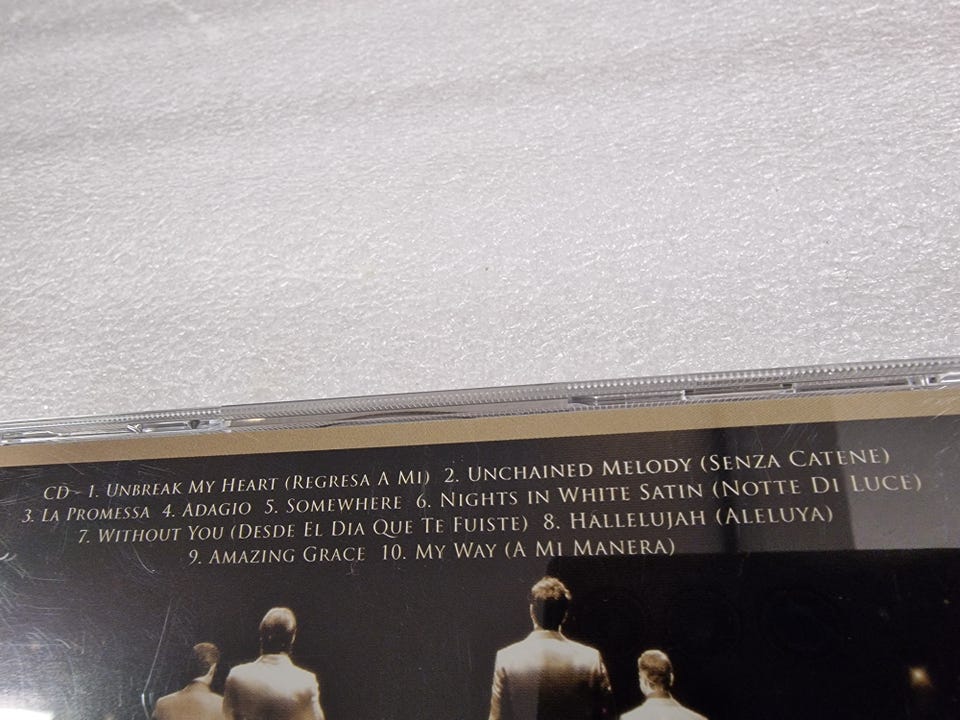 CD - 1. Unbreak My Heart (Regresa A Mi) 2. Unchained Melody (Senza Catene)
3. La Promessa 4. Adagio 5. Somewhere 6. Nights in White Satin (Notte Di Luce)
7. Without You (Desde El Dia Que Te Fuiste) 8. Hallelujah (Aleluya)
9. Amazing Grace 10. My Way (A Mi Manera)